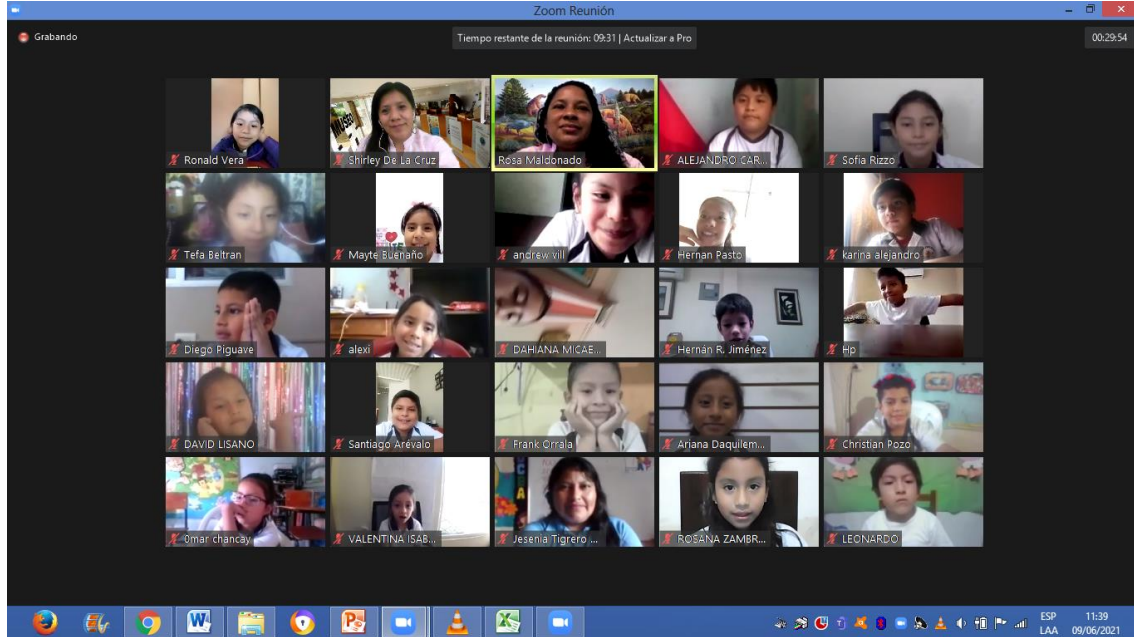 Zoom Reunión
Grabando
Tiempo restante de la reunión: 09:31 | Actualizar a Pro
00:29:54
Ronald Vera
Shirley De La Cruz
Rosa Maldonado
ALEJANDRO CAR...
Sofia Rizzo
Tefa Beltran
Mayte Buenaño
andrew vill
Hernan Pasto
karina alejandro
Diego Piguave
alexi
DAHIANA MICAE...
Hernán R. Jiménez
Hp
DAVID LISANO
Santiago Arévalo
Frank Orrala
Ariana Daquilem...
Christian Pozo
0mar chancay
VALENTINA ISAB...
Jesenia Tigrero ...
ROSANA ZAMBR...
LEONARDO
ESP 11:39
LAA 09/06/2021